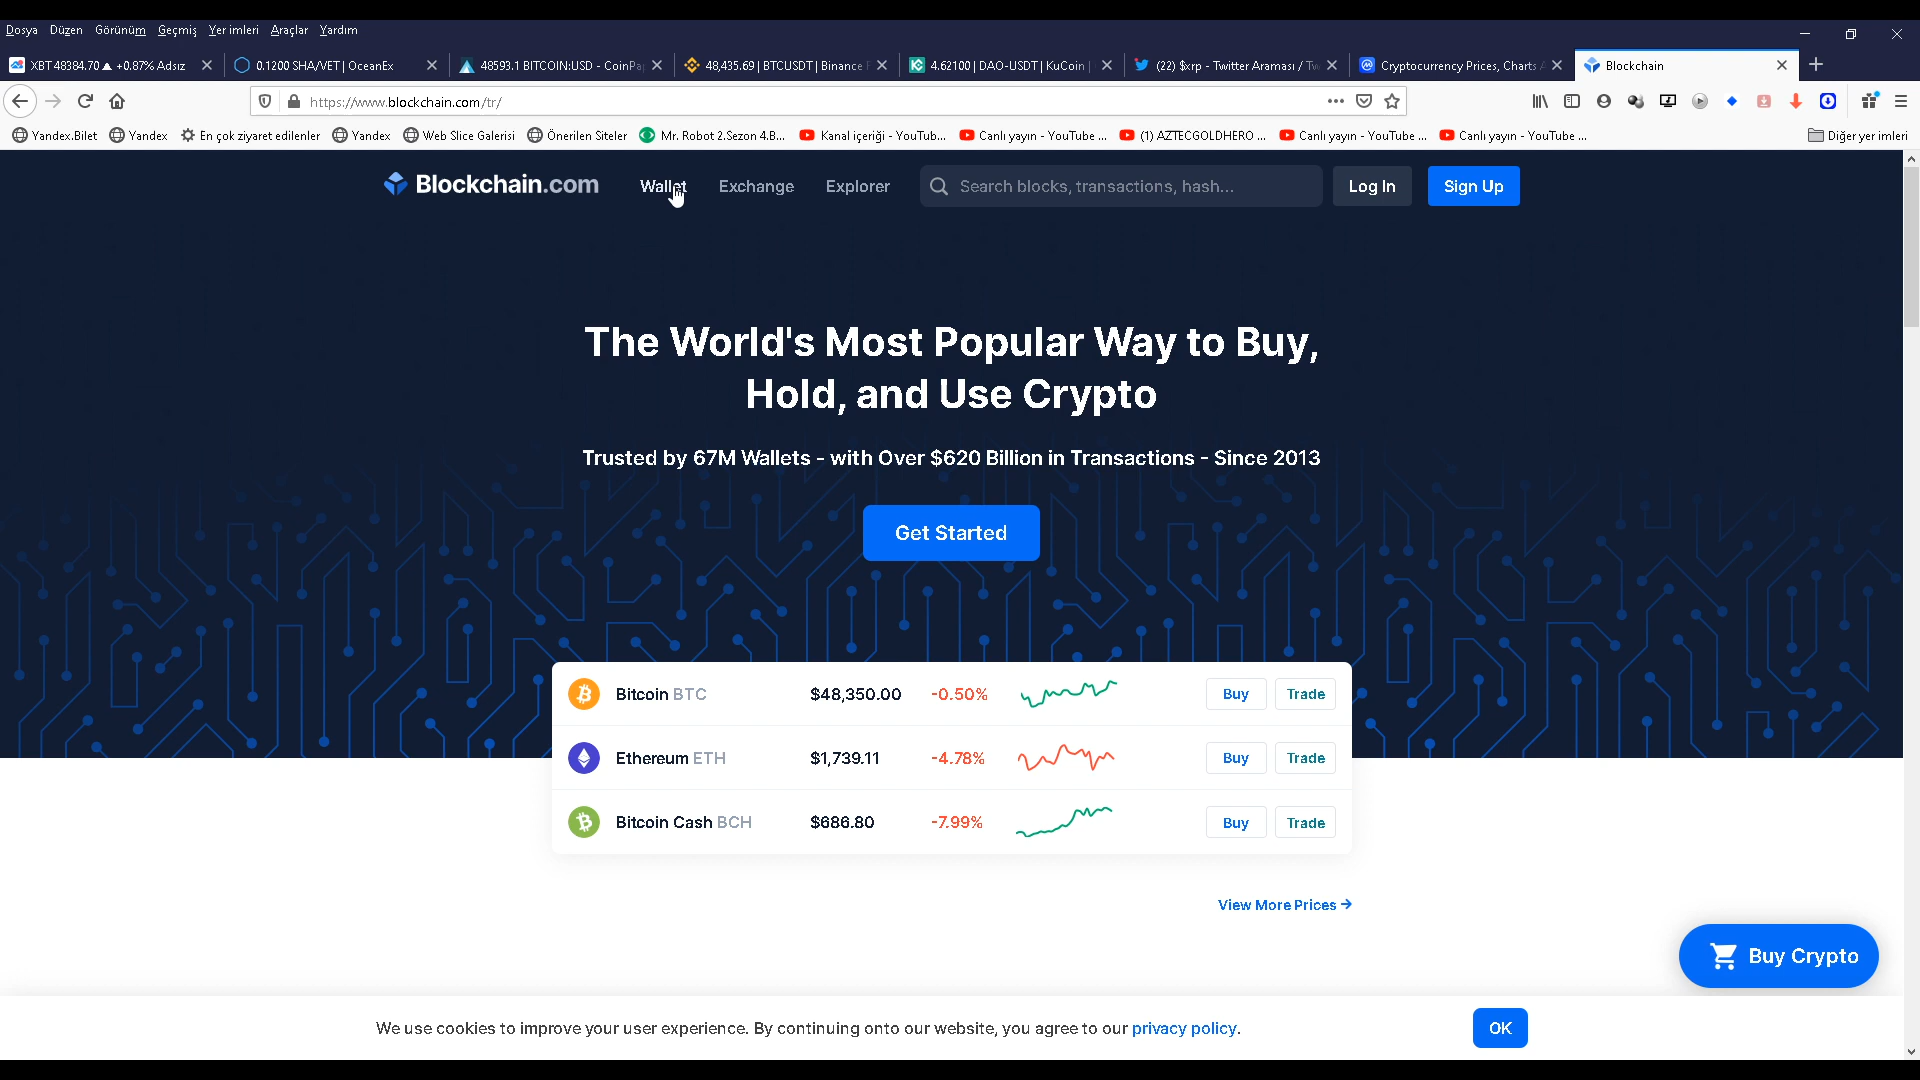 Dosya Düzen Görünüm Geçmiş Yer imleri Araçlar Yardım
XBT 48384.70 ▲ +0.87% Adsız
0.1200 SHA/VET | OceanEx
48593.1 BITCOIN:USD - CoinPa
48,435.69 | BTCUSDT | Binance
4.62100 | DAO-USDT | KuCoin |
(22) $xrp - Twitter Araması / Tw
Cryptocurrency Prices, Charts
Blockchain
https://www.blockchain.com/tr/
Yandex.Bilet
Yandex
En çok ziyaret edilenler
Yandex
Web Slice Galerisi
Önerilen Siteler
Mr. Robot 2.Sezon 4.B...
Kanal içeriği - YouTub...
Canlı yayın - YouTube ...
(1) AZTECGOLDHERO ...
Canlı yayın - YouTube ...
Canlı yayın - YouTube ...
Diğer yer imleri
Blockchain.com
Wallet
Exchange
Explorer
Search blocks, transactions, hash...
Log In
Sign Up
The World's Most Popular Way to Buy,
Hold, and Use Crypto
Trusted by 67M Wallets - with Over $620 Billion in Transactions - Since 2013
Get Started
Bitcoin BTC $48,350.00 -0.50% Buy Trade
Ethereum ETH $1,739.11 -4.78% Buy Trade
Bitcoin Cash BCH $686.80 -7.99% Buy Trade
View More Prices →
Buy Crypto
We use cookies to improve your user experience. By continuing onto our website, you agree to our privacy policy.
OK